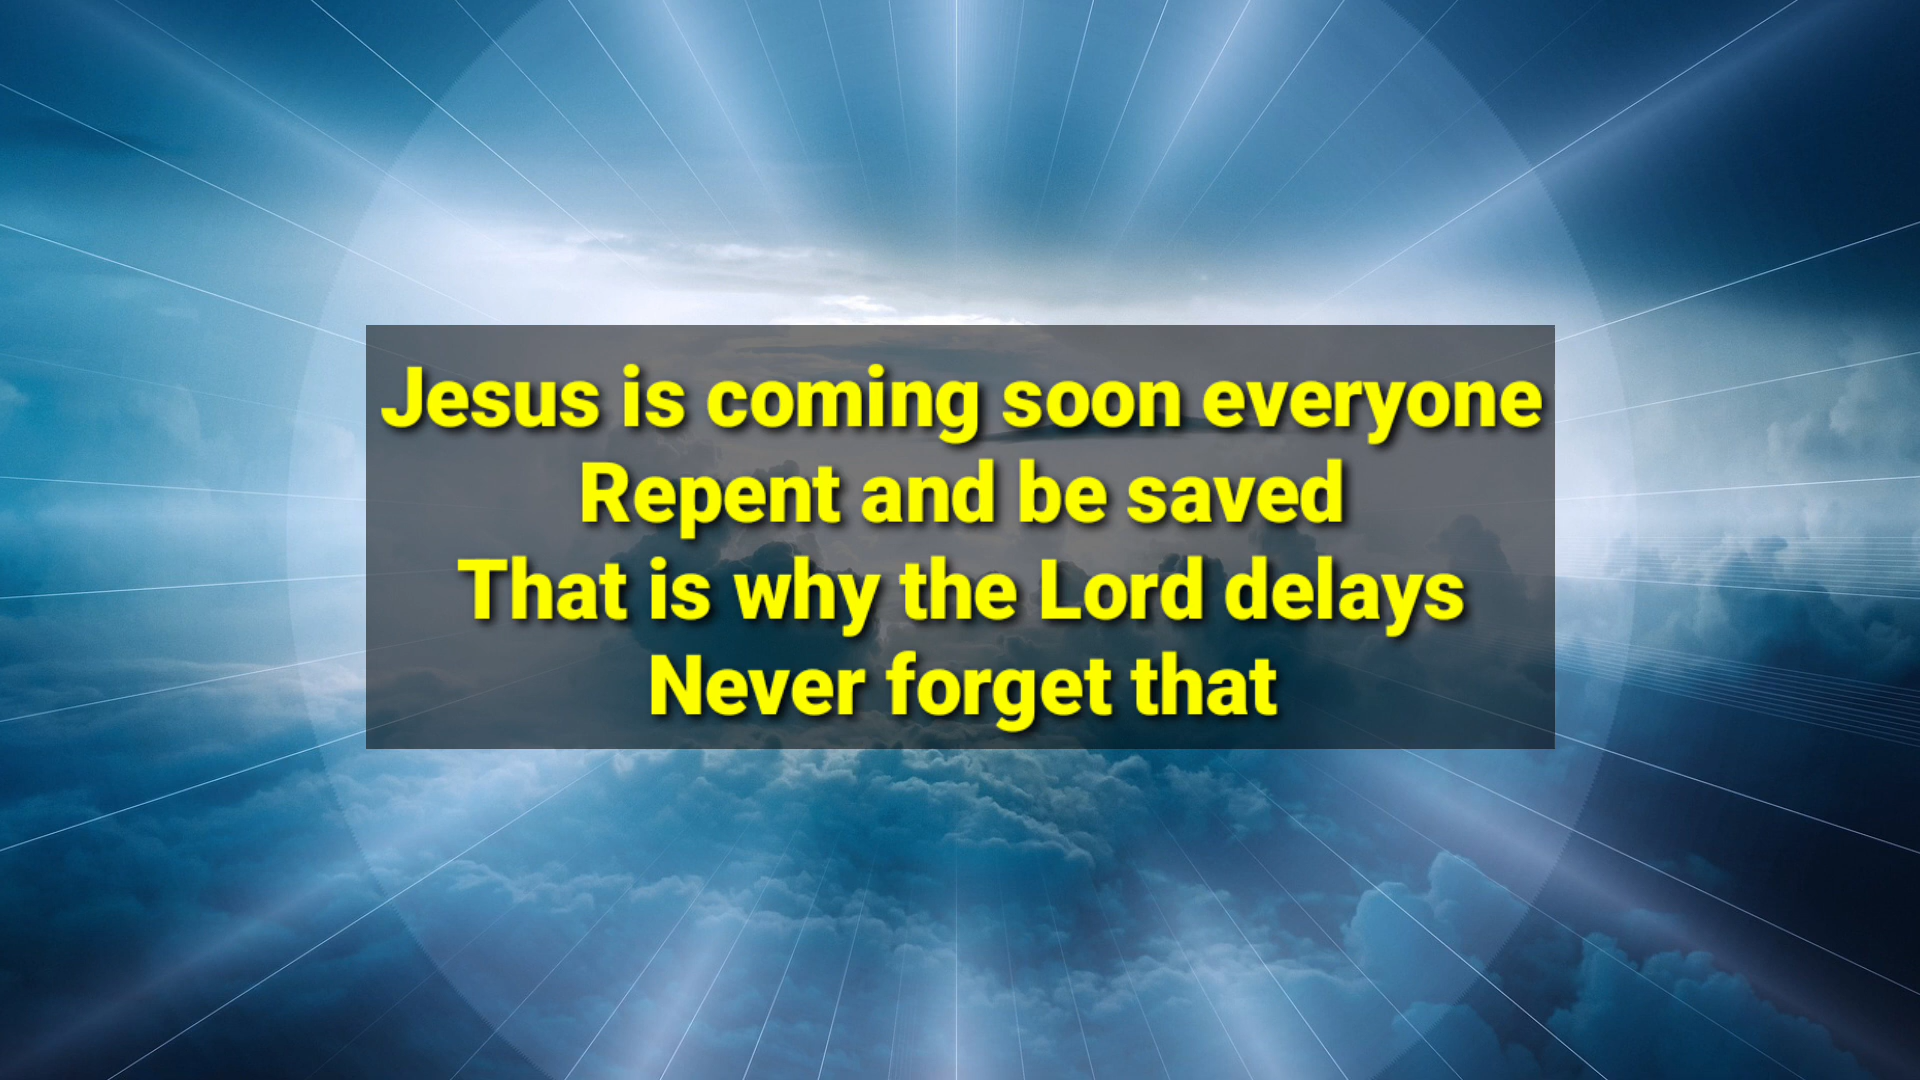 Jesus is coming soon everyone
Repent and be saved
That is why the Lord delays
Never forget that